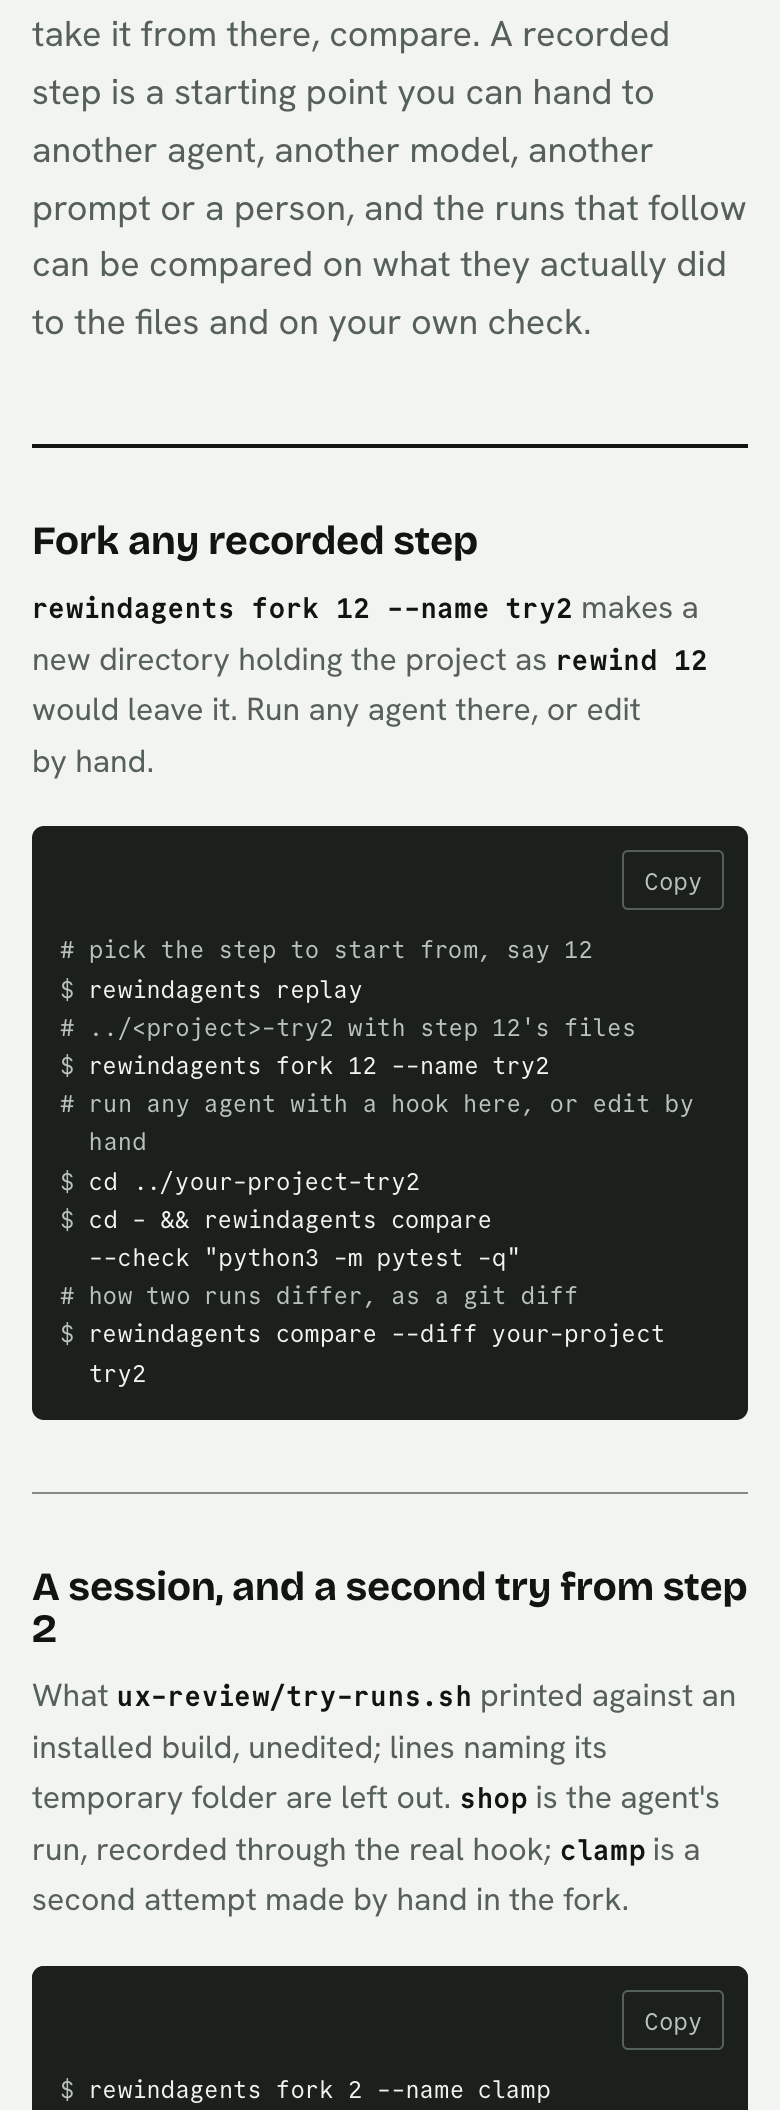 take it from there, compare. A recorded
step is a starting point you can hand to
another agent, another model, another
prompt or a person, and the runs that follow
can be compared on what they actually did
to the files and on your own check.
Fork any recorded step
rewindagents fork 12 --name try2 makes a
new directory holding the project as rewind 12
would leave it. Run any agent there, or edit
by hand.
Copy
# pick the step to start from, say 12
$ rewindagents replay
# ../<project>-try2 with step 12's files
$ rewindagents fork 12 --name try2
# run any agent with a hook here, or edit by
hand
$ cd ../your-project-try2
$ cd - && rewindagents compare
--check "python3 -m pytest -q"
# how two runs differ, as a git diff
$ rewindagents compare --diff your-project
try2
A session, and a second try from step
2
What ux-review/try-runs.sh printed against an
installed build, unedited; lines naming its
temporary folder are left out. shop is the agent's
run, recorded through the real hook; clamp is a
second attempt made by hand in the fork.
Copy
$ rewindagents fork 2 --name clamp